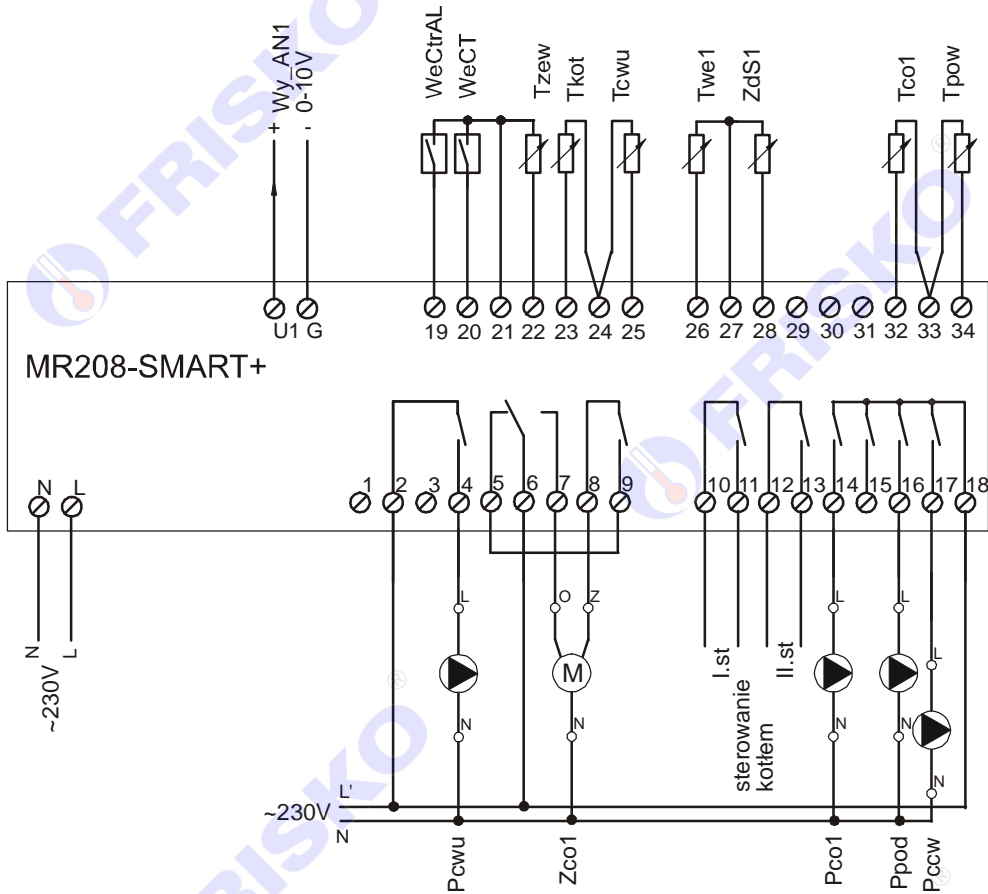 FRISKO
+ Wy_AN1
- 0-10V
WeCtrAL
WeCT
Tzew
Tkot
Tcwu
Twe1
ZdS1
Tco1
Tpow
®
FRISKO
U1 G 19 20 21 22 23 24 25 26 27 28 29 30 31 32 33 34
MR208-SMART+
FRISKO
N L 1 2 3 4 5 6 7 8 9 10 11 12 13 14 15 16 17 18
N L
~230V
L O Z
M
N N
I.st
II.st
sterowanie
kotłem
L L L
N N N
®
~230V L'
N
FRISKO
Pcwu
Zco1
Pco1
Ppod
Pccw
®